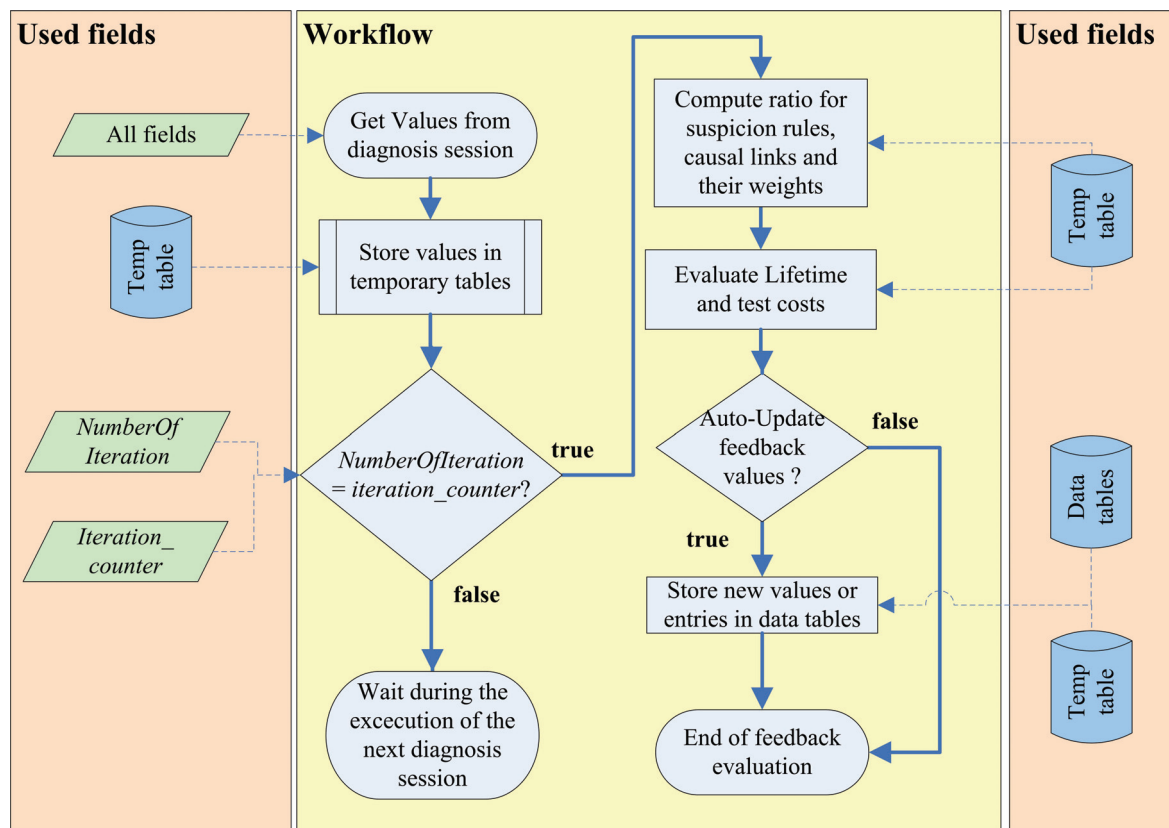 Used fields
All fields
Temp
table
NumberOf
Iteration
Iteration_
counter
Workflow
Get Values from
diagnosis session
Store values in
temporary tables
NumberOfIteration
= iteration_counter?
true
false
Wait during the
excecution of the
next diagnosis
session
Compute ratio for
suspicion rules,
causal links and
their weights
Evaluate Lifetime
and test costs
Auto-Update
feedback
values ?
false
true
Store new values or
entries in data tables
End of feedback
evaluation
Used fields
Temp
table
Data
tables
Temp
table